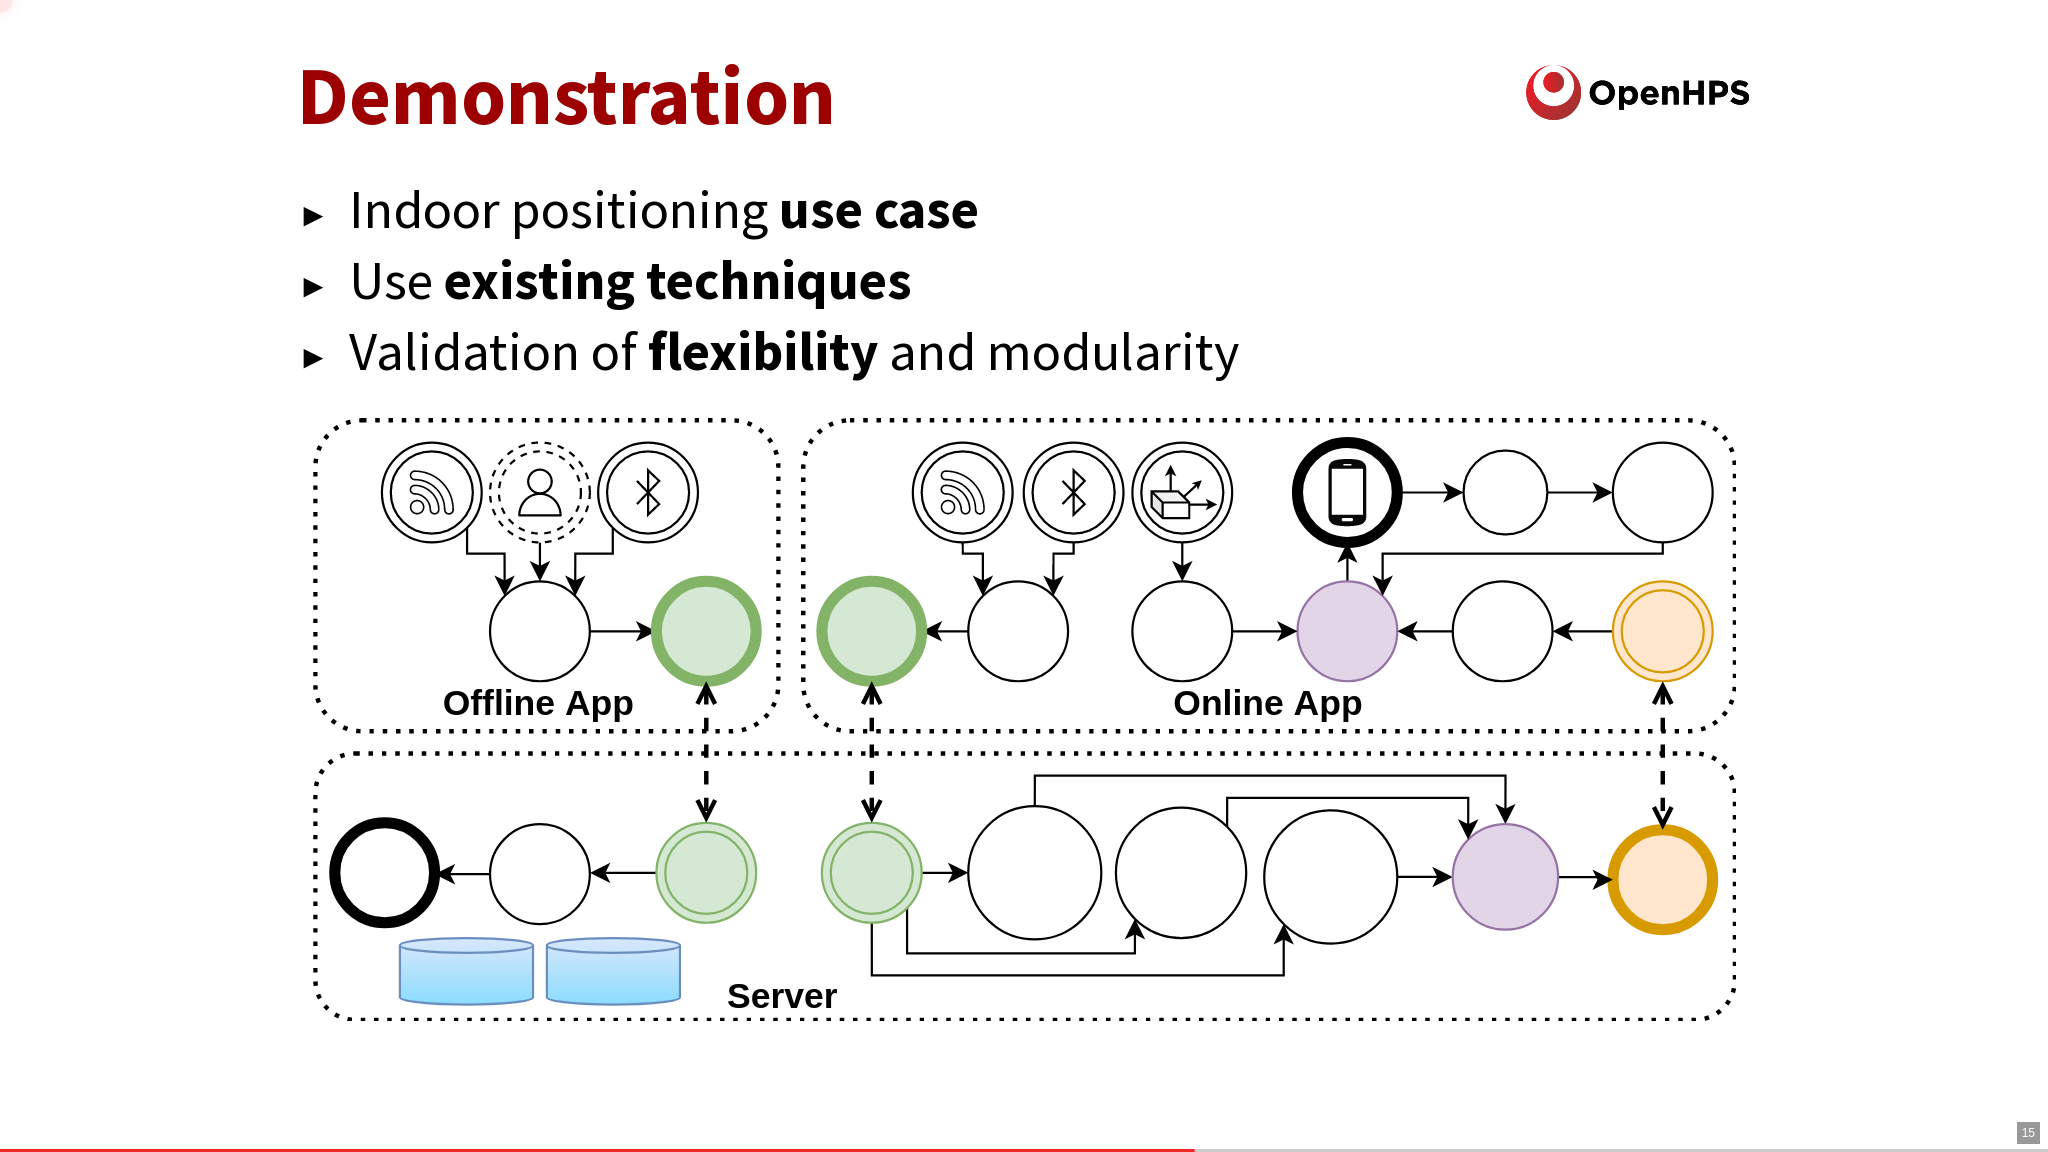 Demonstration
OpenHPS
▸ Indoor positioning use case
▸ Use existing techniques
▸ Validation of flexibility and modularity
Offline App
Online App
Server
15